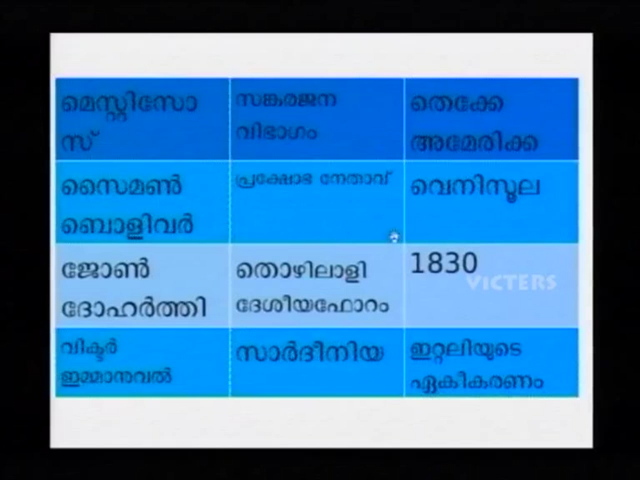 മെസ്റ്റിസോ
സ്
സങ്കരജന
വിഭാഗം
തെക്കേ
അമേരിക്ക
സൈമൺ
ബൊളിവർ
പ്രക്ഷോഭ നേതാവ്
വെനിസൂല
ജോൺ
ദോഹർത്തി
തൊഴിലാളി
ദേശീയഫോറം
1830
VICTERS
വിക്ടർ
ഇമ്മാനുവൽ
സാർദീനിയ
ഇറ്റലിയുടെ
ഏകീകരണം